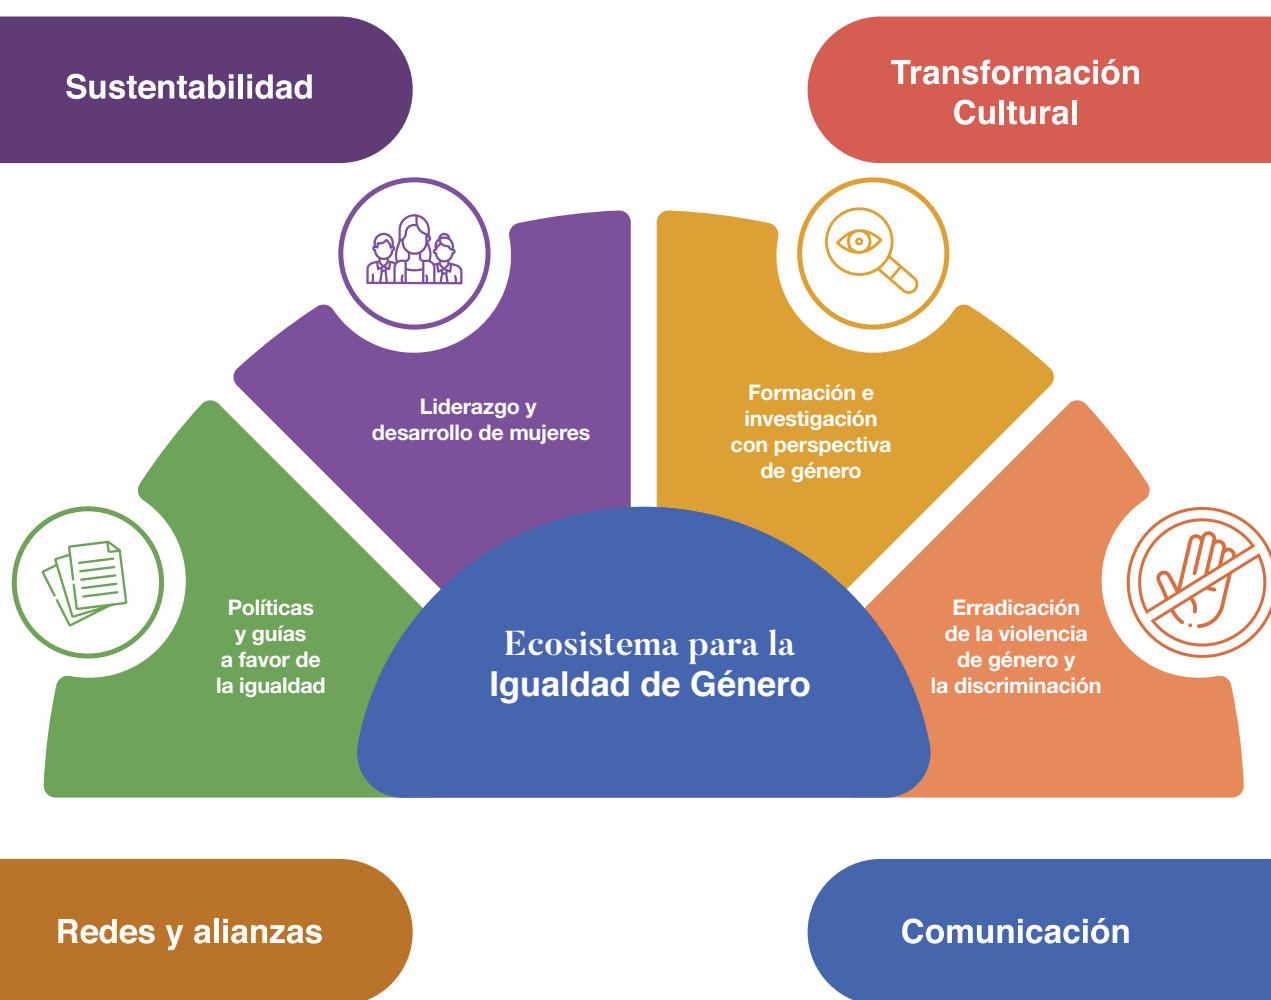 Sustentabilidad
Transformación
Cultural
Liderazgo y
desarrollo de mujeres
Formación e
investigación
con perspectiva
de género
Políticas
y guías
a favor de
la igualdad
Ecosistema para la
Igualdad de Género
Erradicación
de la violencia
de género y
la discriminación
Redes y alianzas
Comunicación